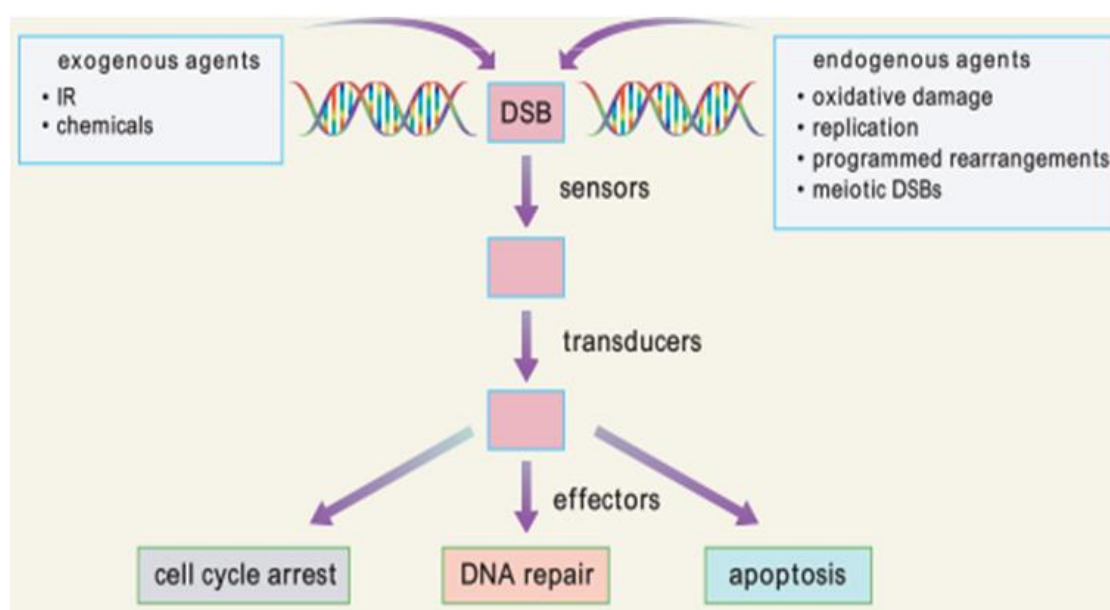 exogenous agents
• IR
• chemicals
DSB
endogenous agents
• oxidative damage
• replication
• programmed rearrangements
• meiotic DSBs
sensors
transducers
effectors
cell cycle arrest
DNA repair
apoptosis